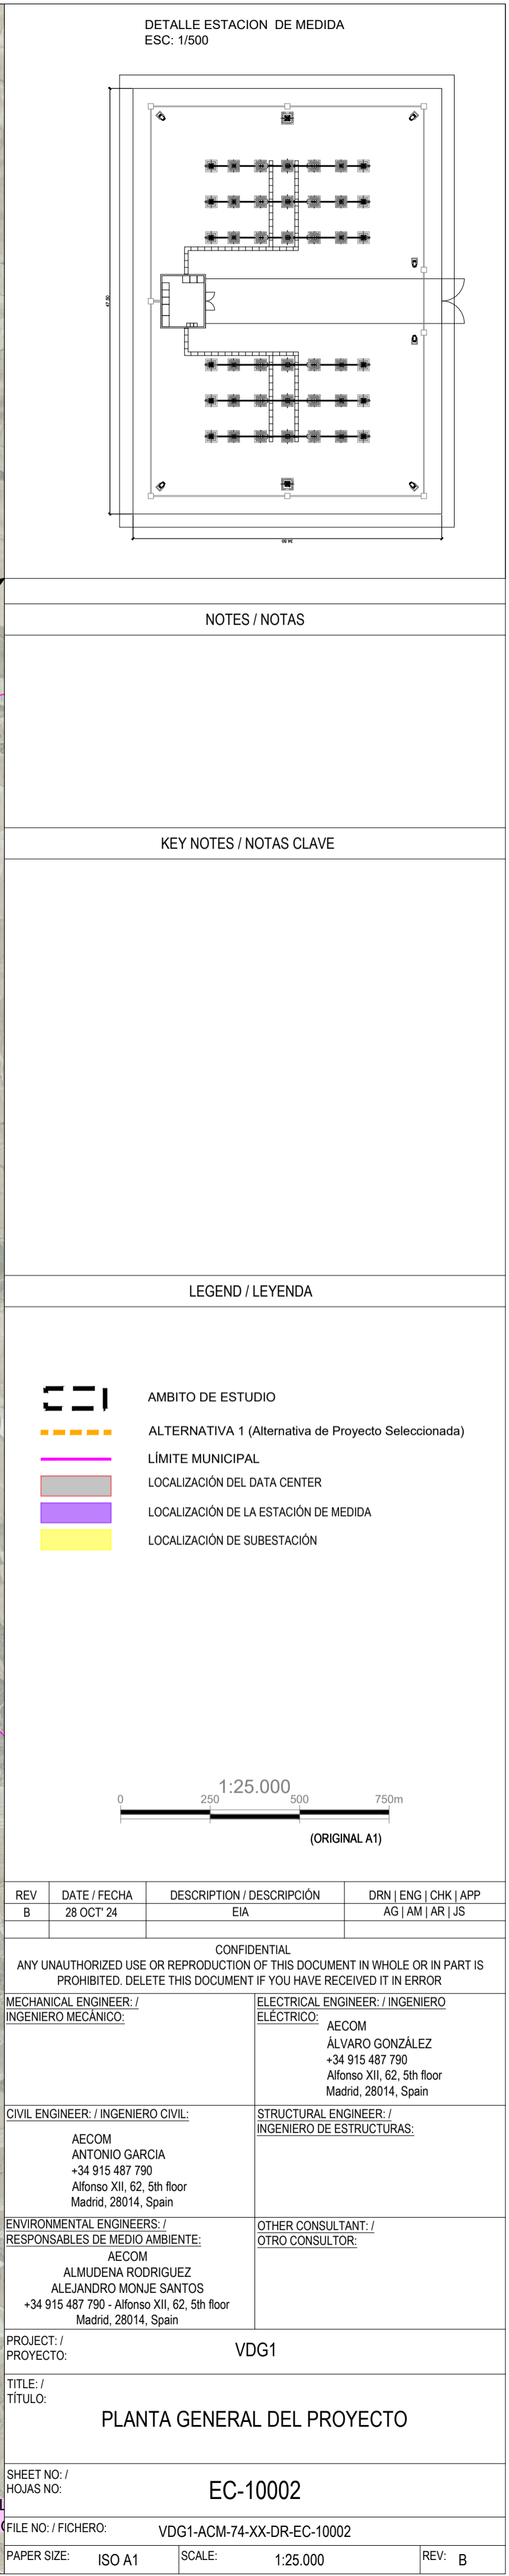 DETALLE ESTACION DE MEDIDA
ESC: 1/500
47.80
34.50
NOTES / NOTAS
KEY NOTES / NOTAS CLAVE
LEGEND / LEYENDA
AMBITO DE ESTUDIO
ALTERNATIVA 1 (Alternativa de Proyecto Seleccionada)
LÍMITE MUNICIPAL
LOCALIZACIÓN DEL DATA CENTER
LOCALIZACIÓN DE LA ESTACIÓN DE MEDIDA
LOCALIZACIÓN DE SUBESTACIÓN
1:25.000
0 250 500 750m
(ORIGINAL A1)
REV DATE / FECHA DESCRIPTION / DESCRIPCIÓN DRN | ENG | CHK | APP
B 28 OCT' 24 EIA AG | AM | AR | JS
CONFIDENTIAL
ANY UNAUTHORIZED USE OR REPRODUCTION OF THIS DOCUMENT IN WHOLE OR IN PART IS
PROHIBITED. DELETE THIS DOCUMENT IF YOU HAVE RECEIVED IT IN ERROR
MECHANICAL ENGINEER: /
INGENIERO MECÁNICO:
ELECTRICAL ENGINEER: / INGENIERO
ELÉCTRICO:
AECOM
ÁLVARO GONZÁLEZ
+34 915 487 790
Alfonso XII, 62, 5th floor
Madrid, 28014, Spain
CIVIL ENGINEER: / INGENIERO CIVIL:
AECOM
ANTONIO GARCIA
+34 915 487 790
Alfonso XII, 62, 5th floor
Madrid, 28014, Spain
STRUCTURAL ENGINEER: /
INGENIERO DE ESTRUCTURAS:
ENVIRONMENTAL ENGINEERS: /
RESPONSABLES DE MEDIO AMBIENTE:
AECOM
ALMUDENA RODRIGUEZ
ALEJANDRO MONJE SANTOS
+34 915 487 790 - Alfonso XII, 62, 5th floor
Madrid, 28014, Spain
OTHER CONSULTANT: /
OTRO CONSULTOR:
PROJECT: /
PROYECTO:
VDG1
TITLE: /
TÍTULO:
PLANTA GENERAL DEL PROYECTO
SHEET NO: /
HOJAS NO:
EC-10002
FILE NO: / FICHERO: VDG1-ACM-74-XX-DR-EC-10002
PAPER SIZE: ISO A1 SCALE: 1:25.000 REV: B